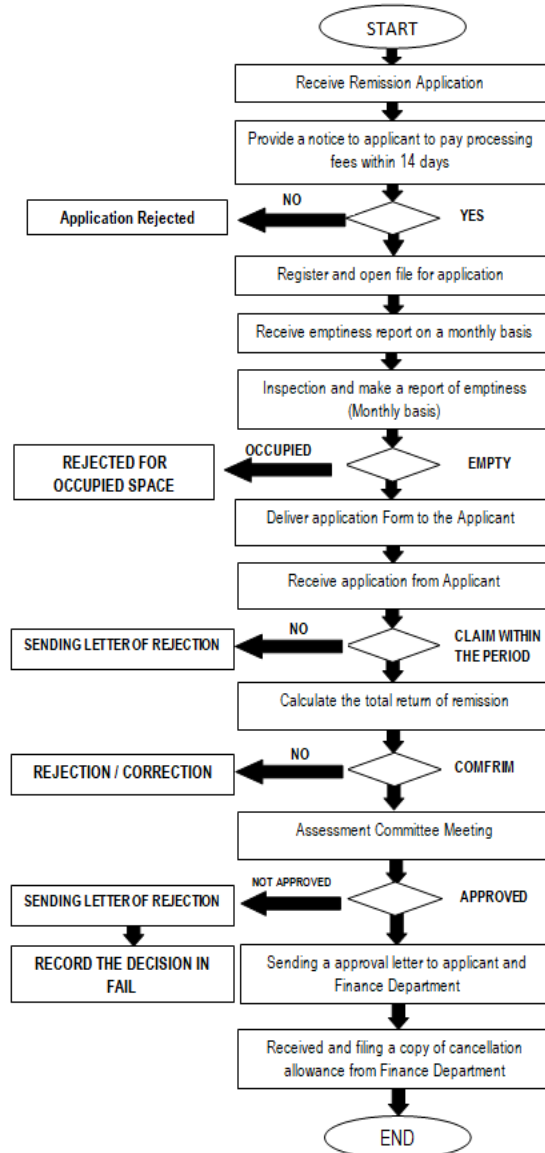 START
Receive Remission Application
Provide a notice to applicant to pay processing
fees within 14 days
NO
Application Rejected
YES
Register and open file for application
Receive emptiness report on a monthly basis
Inspection and make a report of emptiness
(Monthly basis)
OCCUPIED
REJECTED FOR
OCCUPIED SPACE
EMPTY
Deliver application Form to the Applicant
Receive application from Applicant
NO
SENDING LETTER OF REJECTION
CLAIM WITHIN
THE PERIOD
Calculate the total return of remission
NO
REJECTION / CORRECTION
COMFRIM
Assessment Committee Meeting
NOT APPROVED
SENDING LETTER OF REJECTION
APPROVED
RECORD THE DECISION IN
FAIL
Sending a approval letter to applicant and
Finance Department
Received and filing a copy of cancellation
allowance from Finance Department
END